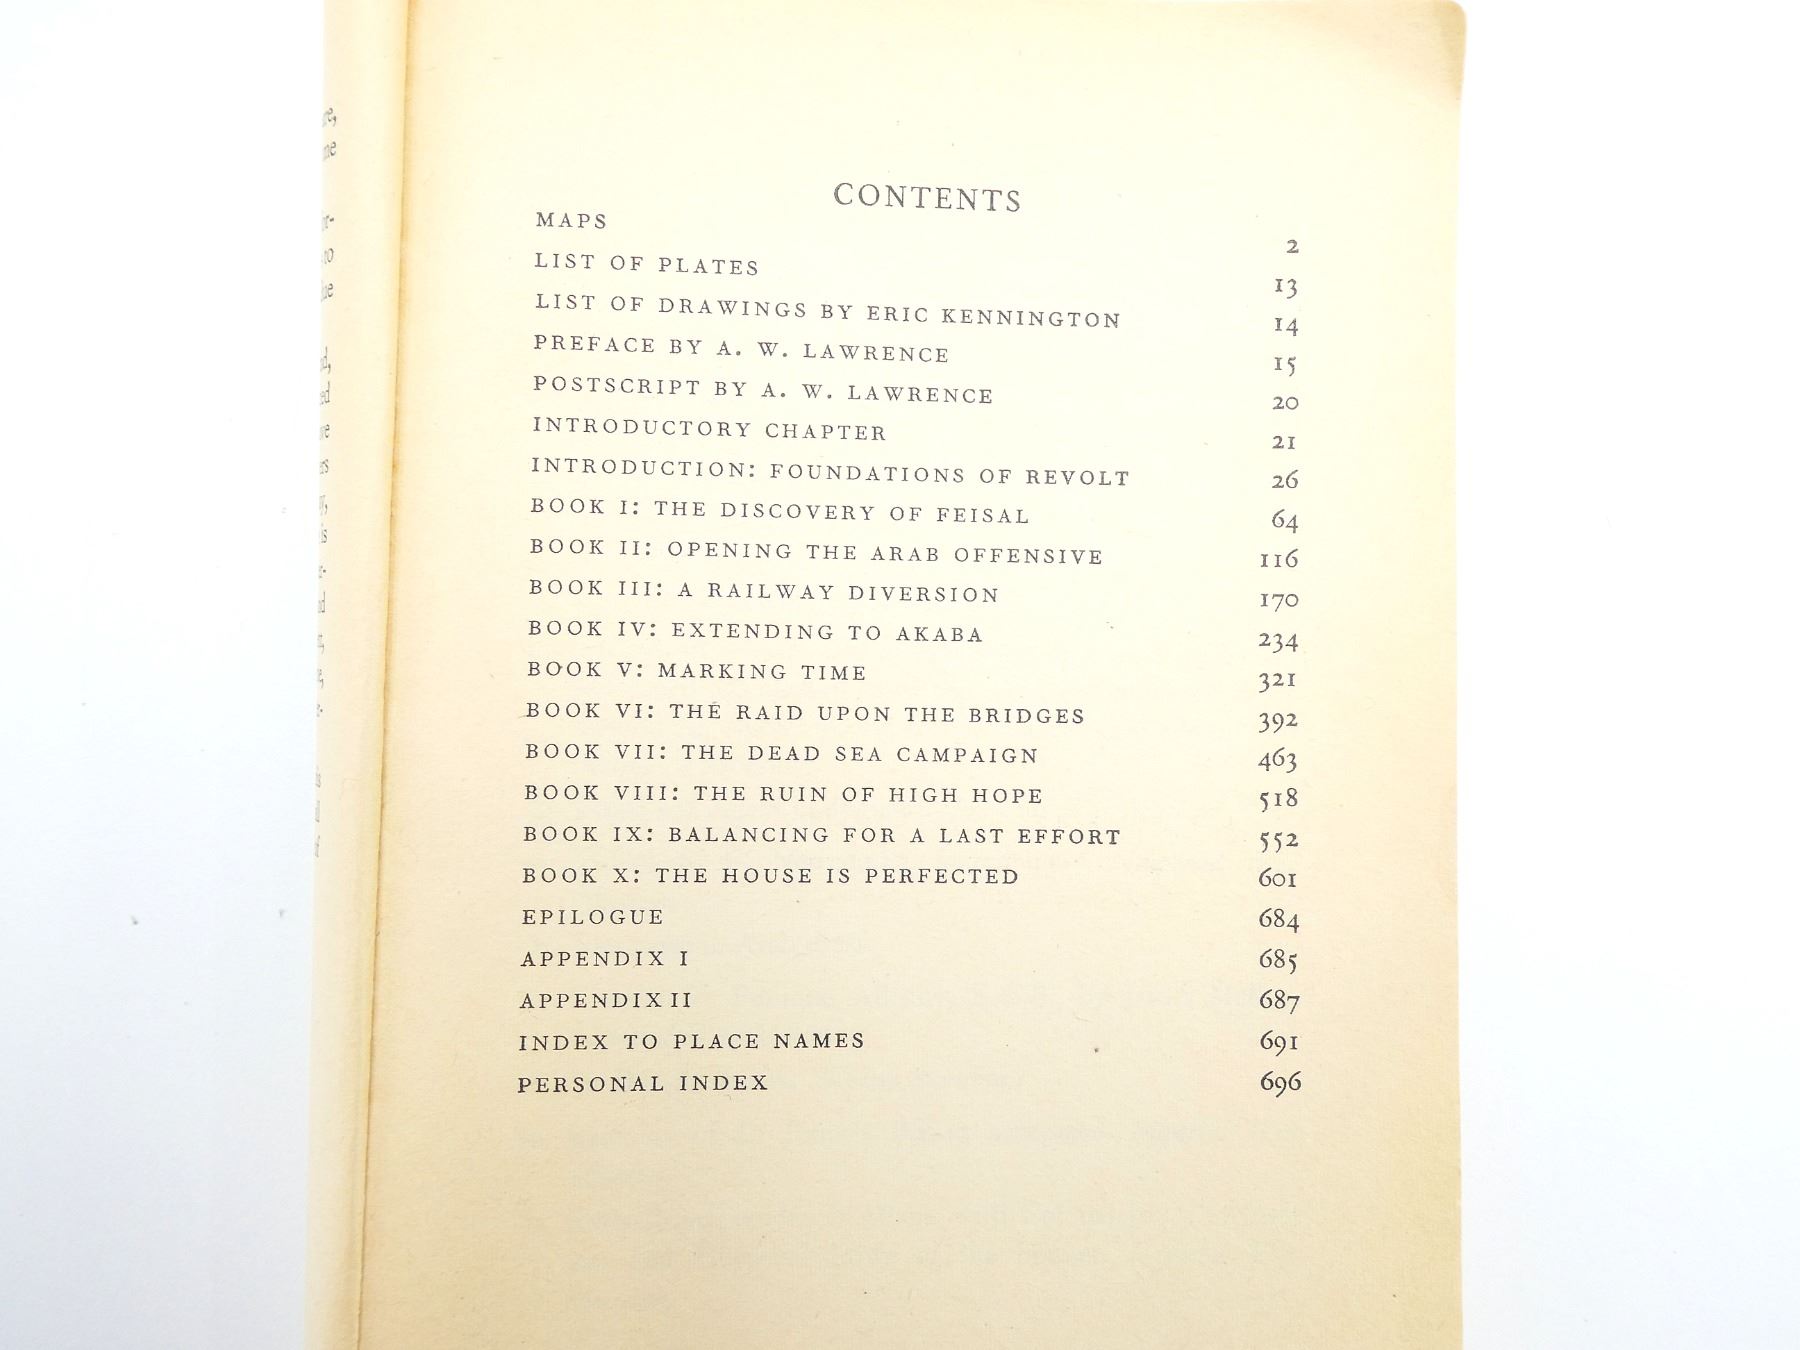 CONTENTS
MAPS 2
LIST OF PLATES 13
LIST OF DRAWINGS BY ERIC KENNINGTON 14
PREFACE BY A. W. LAWRENCE 15
POSTSCRIPT BY A. W. LAWRENCE 20
INTRODUCTORY CHAPTER 21
INTRODUCTION: FOUNDATIONS OF REVOLT 26
BOOK I: THE DISCOVERY OF FEISAL 64
BOOK II: OPENING THE ARAB OFFENSIVE 116
BOOK III: A RAILWAY DIVERSION 170
BOOK IV: EXTENDING TO AKABA 234
BOOK V: MARKING TIME 321
BOOK VI: THE RAID UPON THE BRIDGES 392
BOOK VII: THE DEAD SEA CAMPAIGN 463
BOOK VIII: THE RUIN OF HIGH HOPE 518
BOOK IX: BALANCING FOR A LAST EFFORT 552
BOOK X: THE HOUSE IS PERFECTED 601
EPILOGUE 684
APPENDIX I 685
APPENDIX II 687
INDEX TO PLACE NAMES 691
PERSONAL INDEX 696